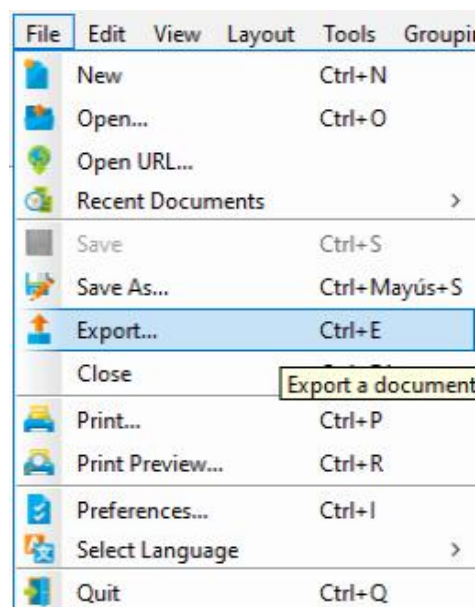 File Edit View Layout Tools Groupin
New Ctrl+N
Open... Ctrl+O
Open URL...
Recent Documents >
Save Ctrl+S
Save As... Ctrl+Mayús+S
Export... Ctrl+E
Close
Export a document
Print... Ctrl+P
Print Preview... Ctrl+R
Preferences... Ctrl+I
Select Language >
Quit Ctrl+Q